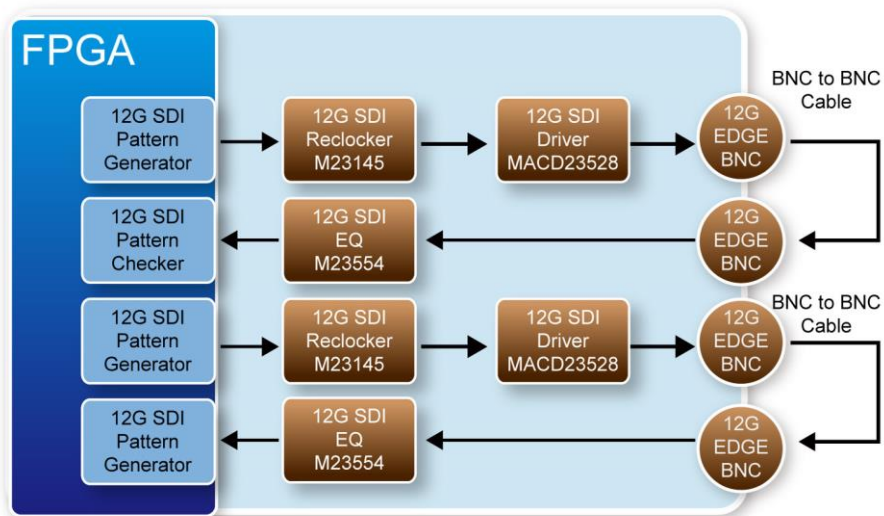 FPGA
BNC to BNC
Cable
12G SDI
Pattern
Generator
12G SDI
Reclocker
M23145
12G SDI
Driver
MACD23528
12G
EDGE
BNC
12G SDI
Pattern
Checker
12G SDI
EQ
M23554
12G
EDGE
BNC
BNC to BNC
Cable
12G SDI
Pattern
Generator
12G SDI
Reclocker
M23145
12G SDI
Driver
MACD23528
12G
EDGE
BNC
12G SDI
Pattern
Generator
12G SDI
EQ
M23554
12G
EDGE
BNC